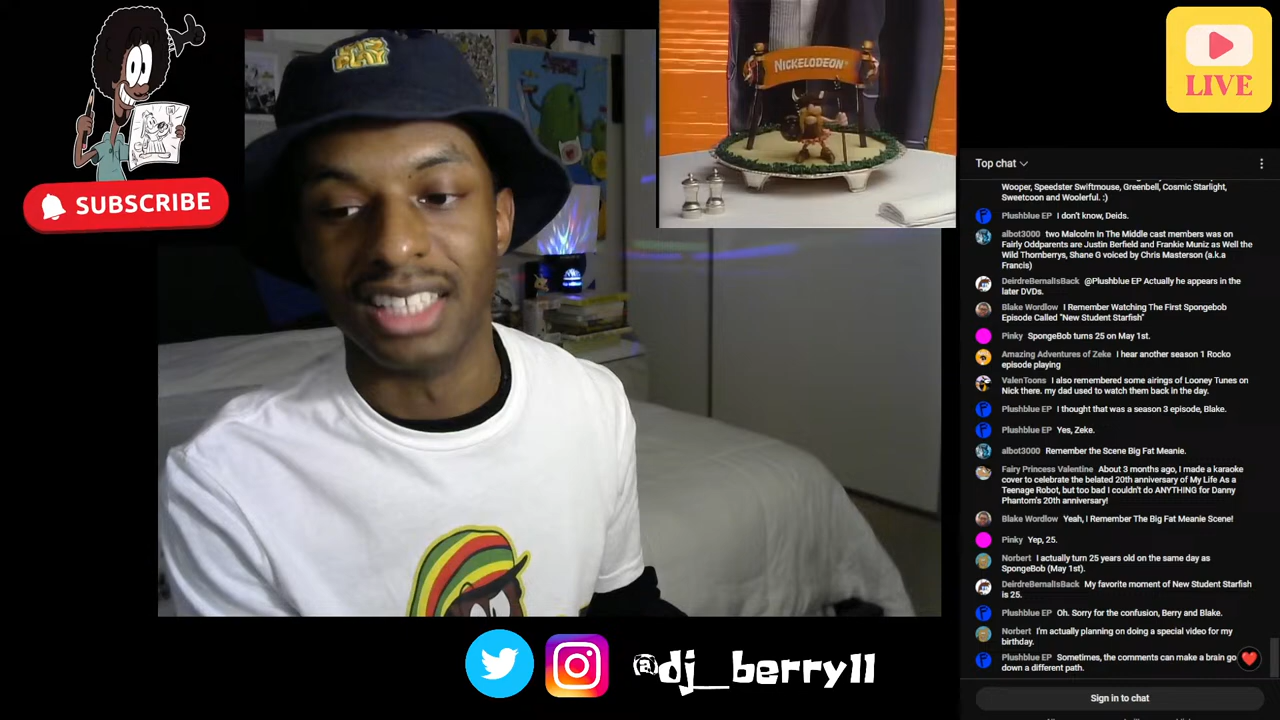 SUBSCRIBE
NICKELODEON
LIVE
Top chat
Wooper, Speedster Swiftmouse, Greenbell, Cosmic Starlight,
Sweetcoon and Woolerful. :)
Plushblue EP I don't know, Deids.
albot3000 two Malcolm In The Middle cast members was on
Fairly Oddparents are Justin Berfield and Frankie Muniz as Well the
Wild Thornberrys, Shane G voiced by Chris Masterson (a.k.a
Francis)
DeirdreBernalIsBack @Plushblue EP Actually he appears in the
later DVDs.
Blake Wordlow I Remember Watching The First Spongebob
Episode Called "New Student Starfish"
Pinky SpongeBob turns 25 on May 1st.
Amazing Adventures of Zeke I hear another season 1 Rocko
episode playing
ValenToons I also remembered some airings of Looney Tunes on
Nick there. my dad used to watch them back in the day.
Plushblue EP I thought that was a season 3 episode, Blake.
Plushblue EP Yes, Zeke.
albot3000 Remember the Scene Big Fat Meanie.
Fairy Princess Valentine About 3 months ago, I made a karaoke
cover to celebrate the belated 20th anniversary of My Life As a
Teenage Robot, but too bad I couldn't do ANYTHING for Danny
Phantom's 20th anniversary!
Blake Wordlow Yeah, I Remember The Big Fat Meanie Scene!
Pinky Yep, 25.
Norbert I actually turn 25 years old on the same day as
SpongeBob (May 1st).
DeirdreBernalIsBack My favorite moment of New Student Starfish
is 25.
Plushblue EP Oh. Sorry for the confusion, Berry and Blake.
Norbert I'm actually planning on doing a special video for my
birthday.
Plushblue EP Sometimes, the comments can make a brain go
down a different path.
Sign in to chat
@dj_berry11